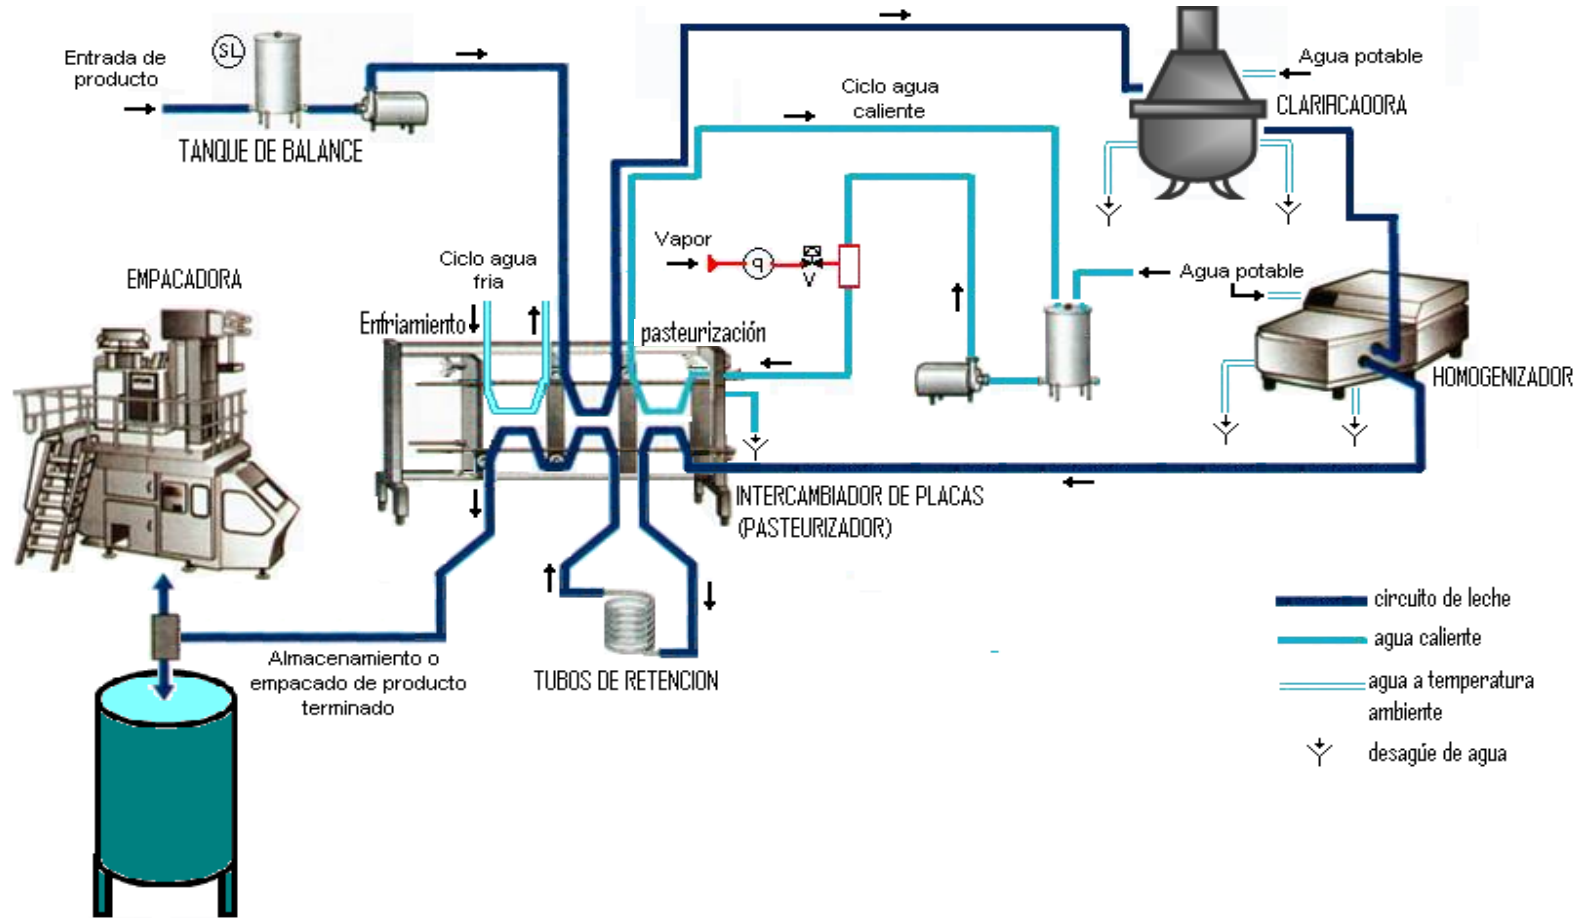 Entrada de
producto
SL
TANQUE DE BALANCE
Ciclo agua
caliente
Agua potable
CLARIFICADORA
Vapor
q
V
Ciclo agua
fria
EMPACADORA
Enfriamiento
pasteurización
Agua potable
HOMOGENIZADOR
INTERCAMBIADOR DE PLACAS
(PASTEURIZADOR)
circuito de leche
agua caliente
agua a temperatura
ambiente
desagúe de agua
Almacenamiento o
empacado de producto
terminado
TUBOS DE RETENCION